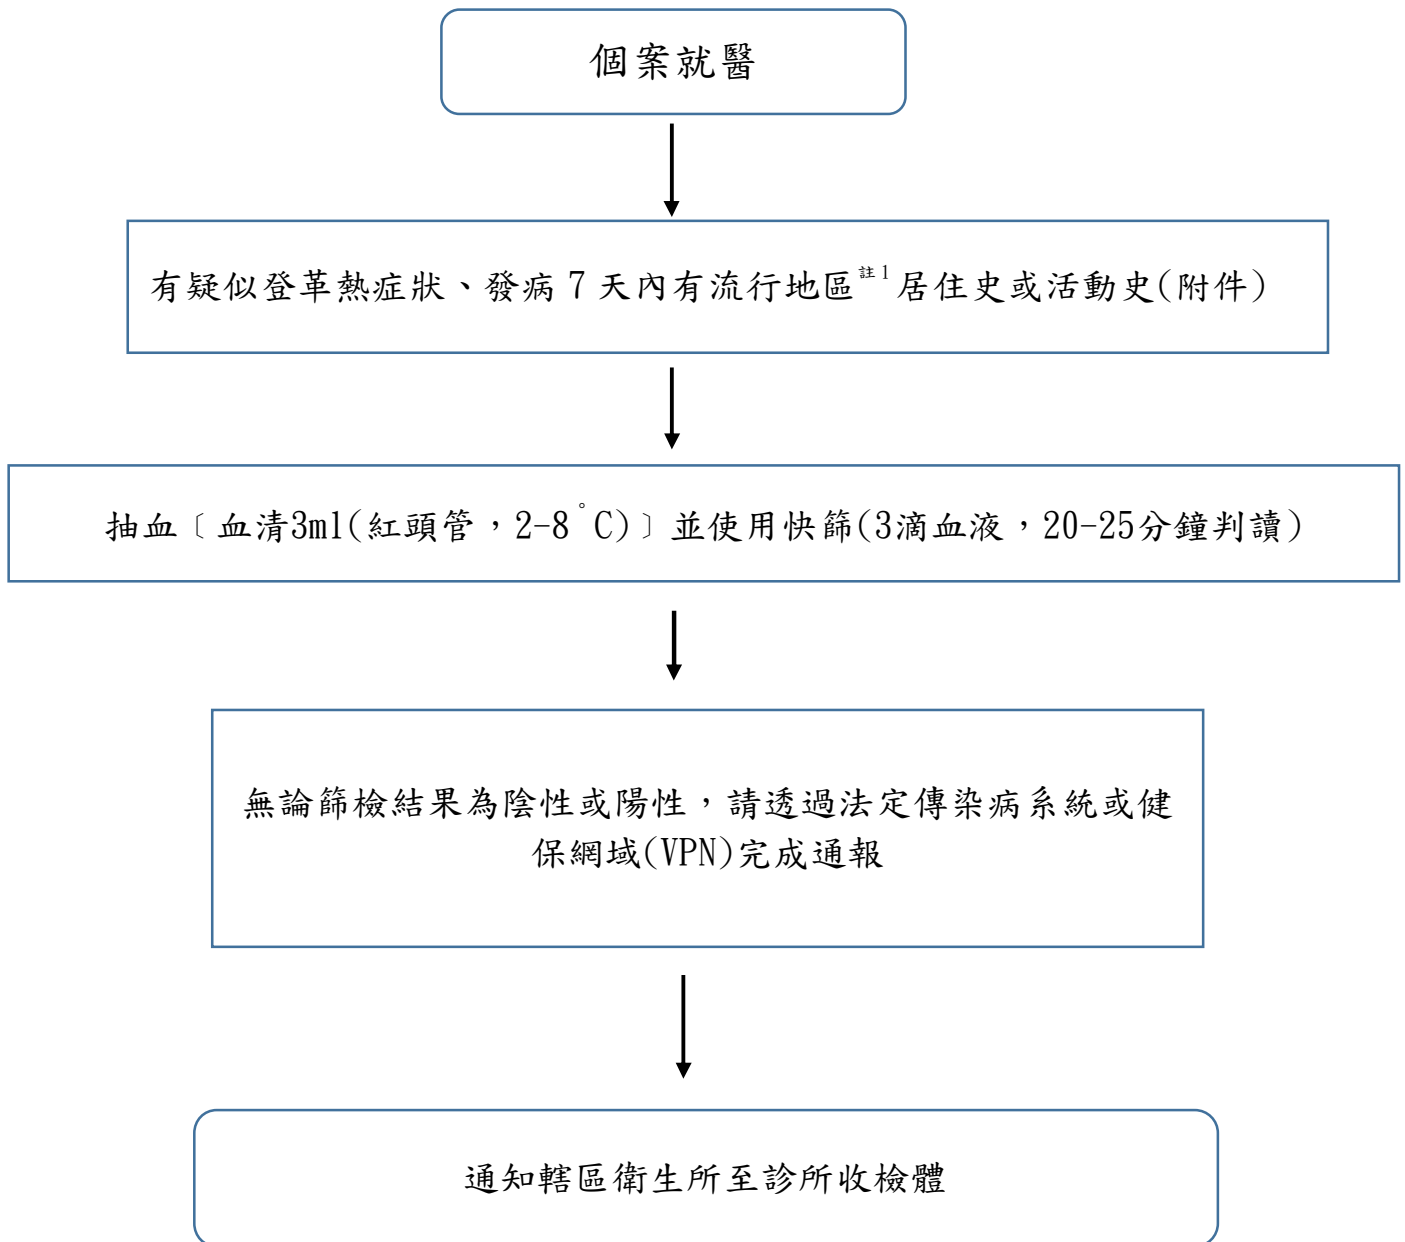 個案就醫
有疑似登革熱症狀、發病 7 天內有流行地區註1居住史或活動史(附件)
抽血〔血清3ml(紅頭管，2-8°C)〕並使用快篩(3滴血液，20-25分鐘判讀)
無論篩檢結果為陰性或陽性，請透過法定傳染病系統或健
保網域(VPN)完成通報
通知轄區衛生所至診所收檢體